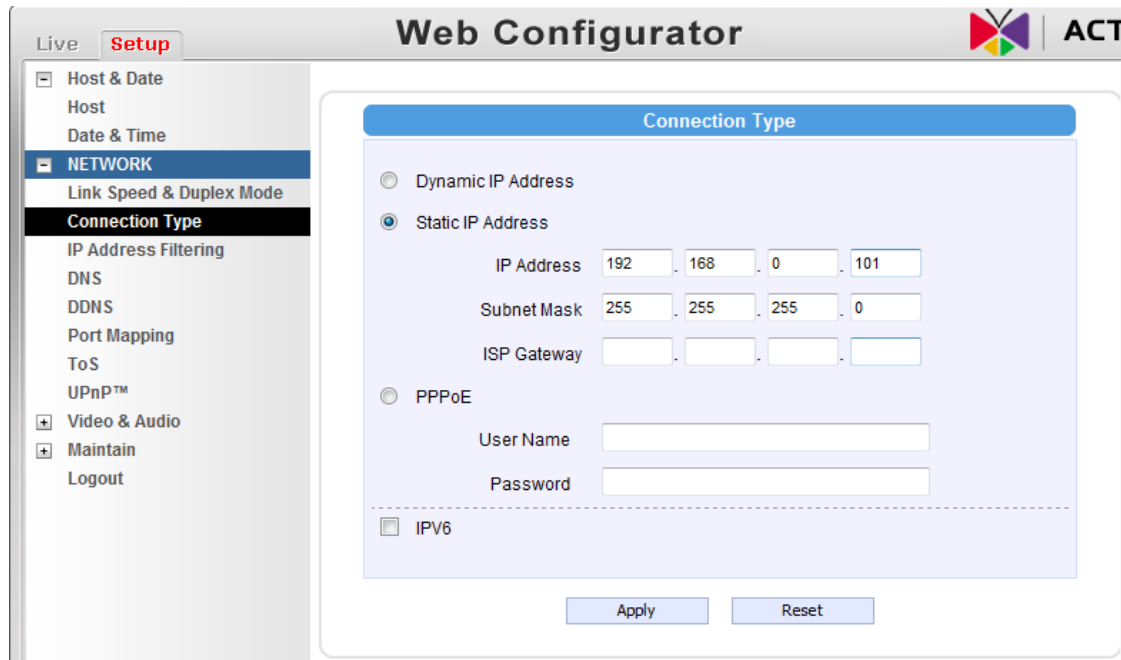 Web Configurator
ACT
Live Setup
Host & Date
Host
Date & Time
NETWORK
Link Speed & Duplex Mode
Connection Type
IP Address Filtering
DNS
DDNS
Port Mapping
ToS
UPnP™
Video & Audio
Maintain
Logout
Connection Type
Dynamic IP Address
Static IP Address
IP Address 192 . 168 . 0 . 101
Subnet Mask 255 . 255 . 255 . 0
ISP Gateway . . .
PPPoE
User Name
Password
IPV6
Apply Reset